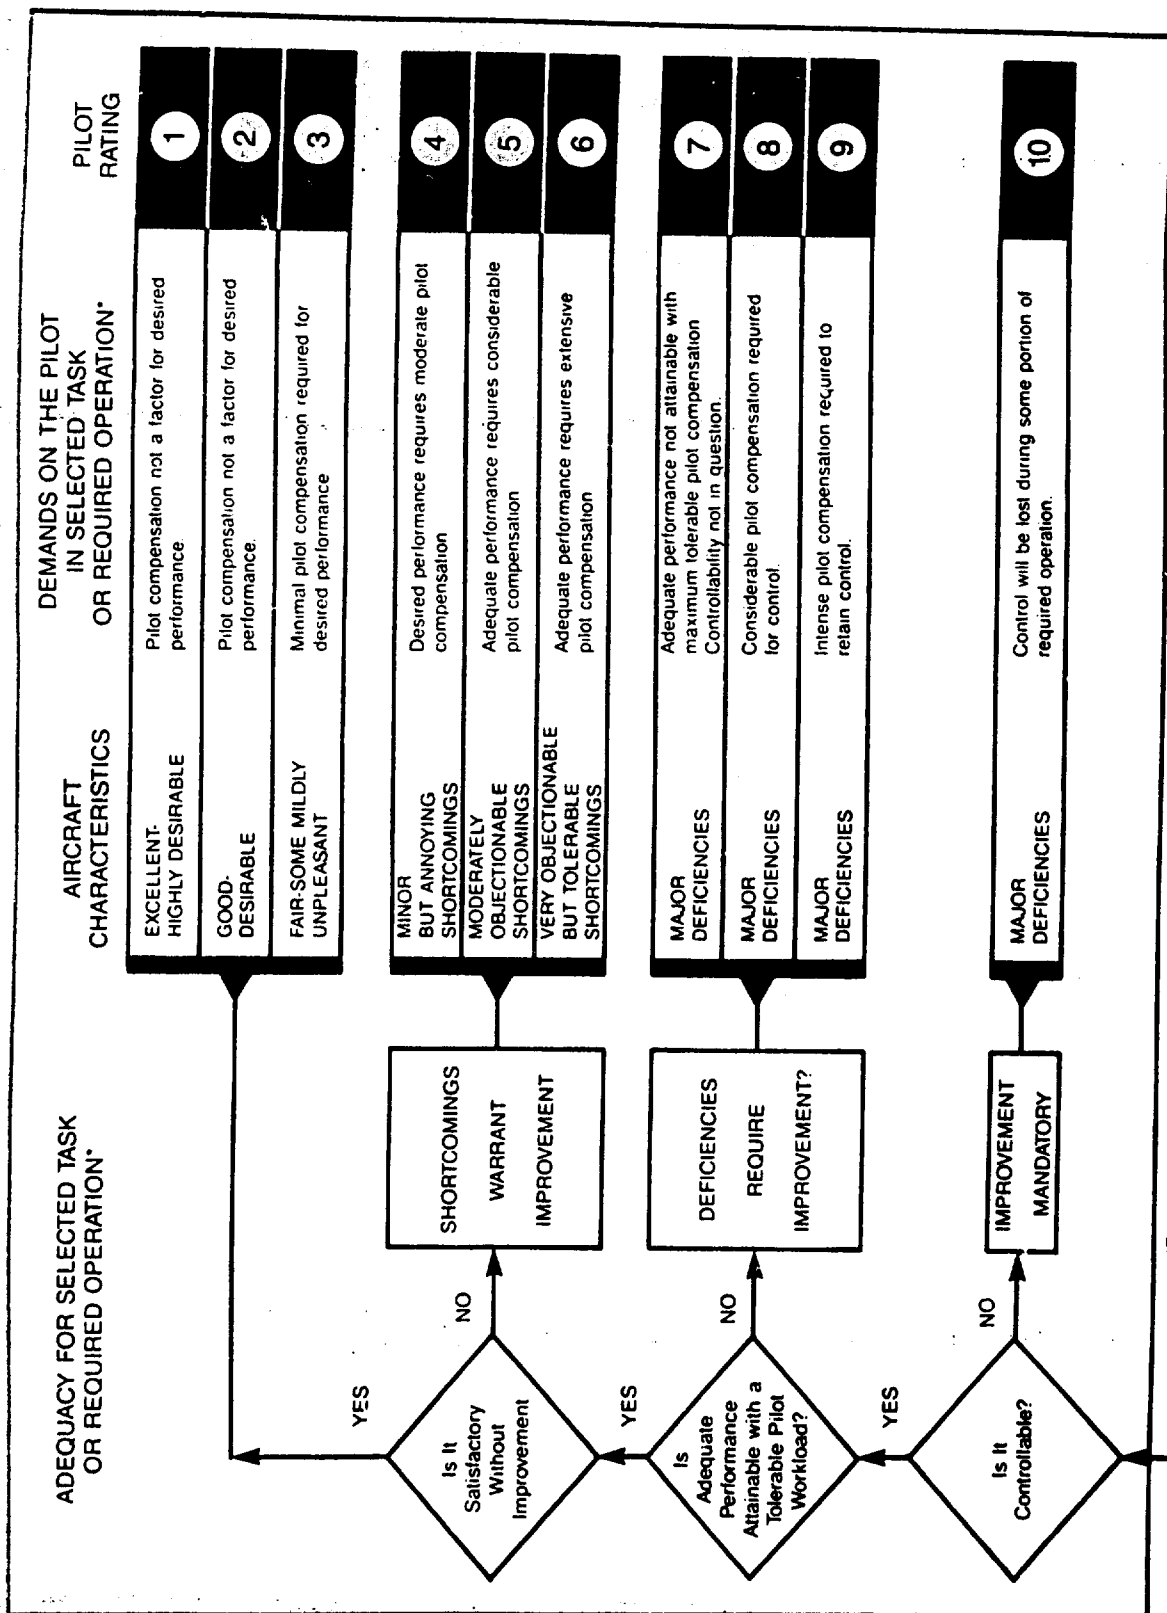 ADEQUACY FOR SELECTED TASK
OR REQUIRED OPERATION*
AIRCRAFT
CHARACTERISTICS
DEMANDS ON THE PILOT
IN SELECTED TASK
OR REQUIRED OPERATION*
PILOT
RATING
EXCELLENT-
HIGHLY DESIRABLE
Pilot compensation not a factor for desired
performance.
1
GOOD-
DESIRABLE
Pilot compensation not a factor for desired
performance.
2
FAIR-SOME MILDLY
UNPLEASANT
Minimal pilot compensation required for
desired performance
3
YES
Is It
Satisfactory
Without
Improvement
NO
SHORTCOMINGS
WARRANT
IMPROVEMENT
MINOR
BUT ANNOYING
SHORTCOMINGS
Desired performance requires moderate pilot
compensation
4
MODERATELY
OBJECTIONABLE
SHORTCOMINGS
Adequate performance requires considerable
pilot compensation
5
VERY OBJECTIONABLE
BUT TOLERABLE
SHORTCOMINGS
Adequate performance requires extensive
pilot compensation
6
YES
Is
Adequate
Performance
Attainable with a
Tolerable Pilot
Workload?
NO
DEFICIENCIES
REQUIRE
IMPROVEMENT?
MAJOR
DEFICIENCIES
Adequate performance not attainable with
maximum tolerable pilot compensation
Controllability not in question.
7
MAJOR
DEFICIENCIES
Considerable pilot compensation required
for control.
8
MAJOR
DEFICIENCIES
Intense pilot compensation required to
retain control.
9
YES
Is It
Controllable?
NO
IMPROVEMENT
MANDATORY
MAJOR
DEFICIENCIES
Control will be lost during some portion of
required operation.
10